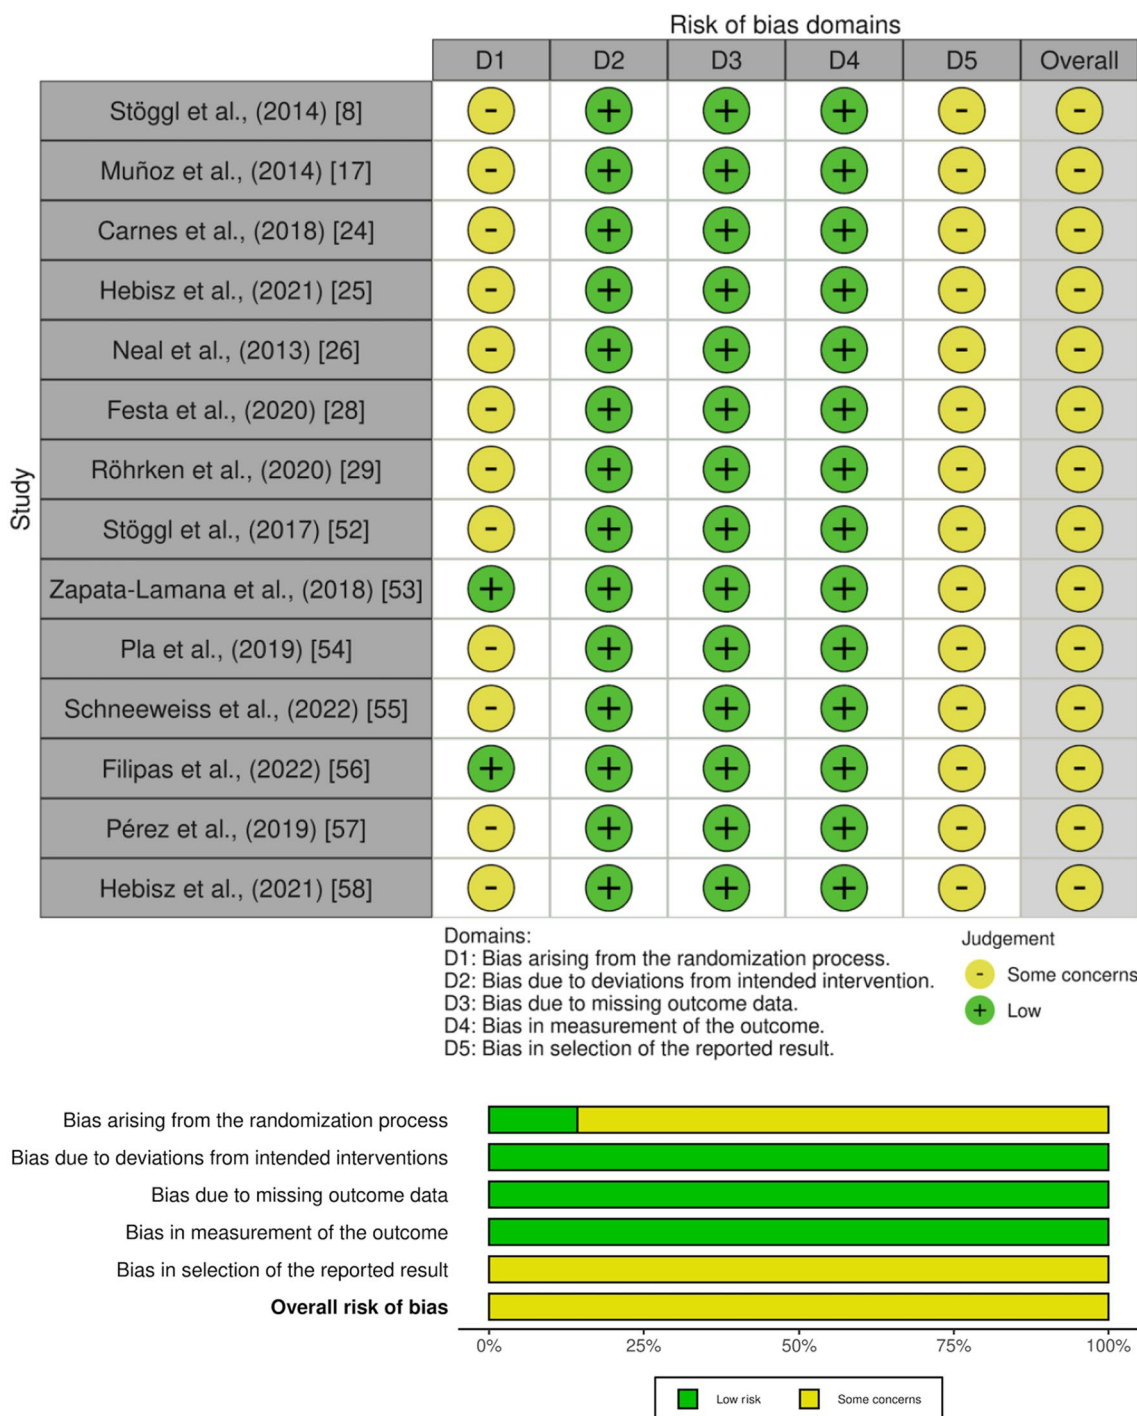 Risk of bias domains
D1 D2 D3 D4 D5 Overall
Study
Stöggl et al., (2014) [8] - + + + - -
Muñoz et al., (2014) [17] - + + + - -
Carnes et al., (2018) [24] - + + + - -
Hebisz et al., (2021) [25] - + + + - -
Neal et al., (2013) [26] - + + + - -
Festa et al., (2020) [28] - + + + - -
Röhrken et al., (2020) [29] - + + + - -
Stöggl et al., (2017) [52] - + + + - -
Zapata-Lamana et al., (2018) [53] + + + + - -
Pla et al., (2019) [54] - + + + - -
Schneeweiss et al., (2022) [55] - + + + - -
Filipas et al., (2022) [56] + + + + - -
Pérez et al., (2019) [57] - + + + - -
Hebisz et al., (2021) [58] - + + + - -
Domains:
D1: Bias arising from the randomization process.
D2: Bias due to deviations from intended intervention.
D3: Bias due to missing outcome data.
D4: Bias in measurement of the outcome.
D5: Bias in selection of the reported result.
Judgement
- Some concerns
+ Low
Bias arising from the randomization process
Bias due to deviations from intended interventions
Bias due to missing outcome data
Bias in measurement of the outcome
Bias in selection of the reported result
Overall risk of bias
0% 25% 50% 75% 100%
Low risk Some concerns